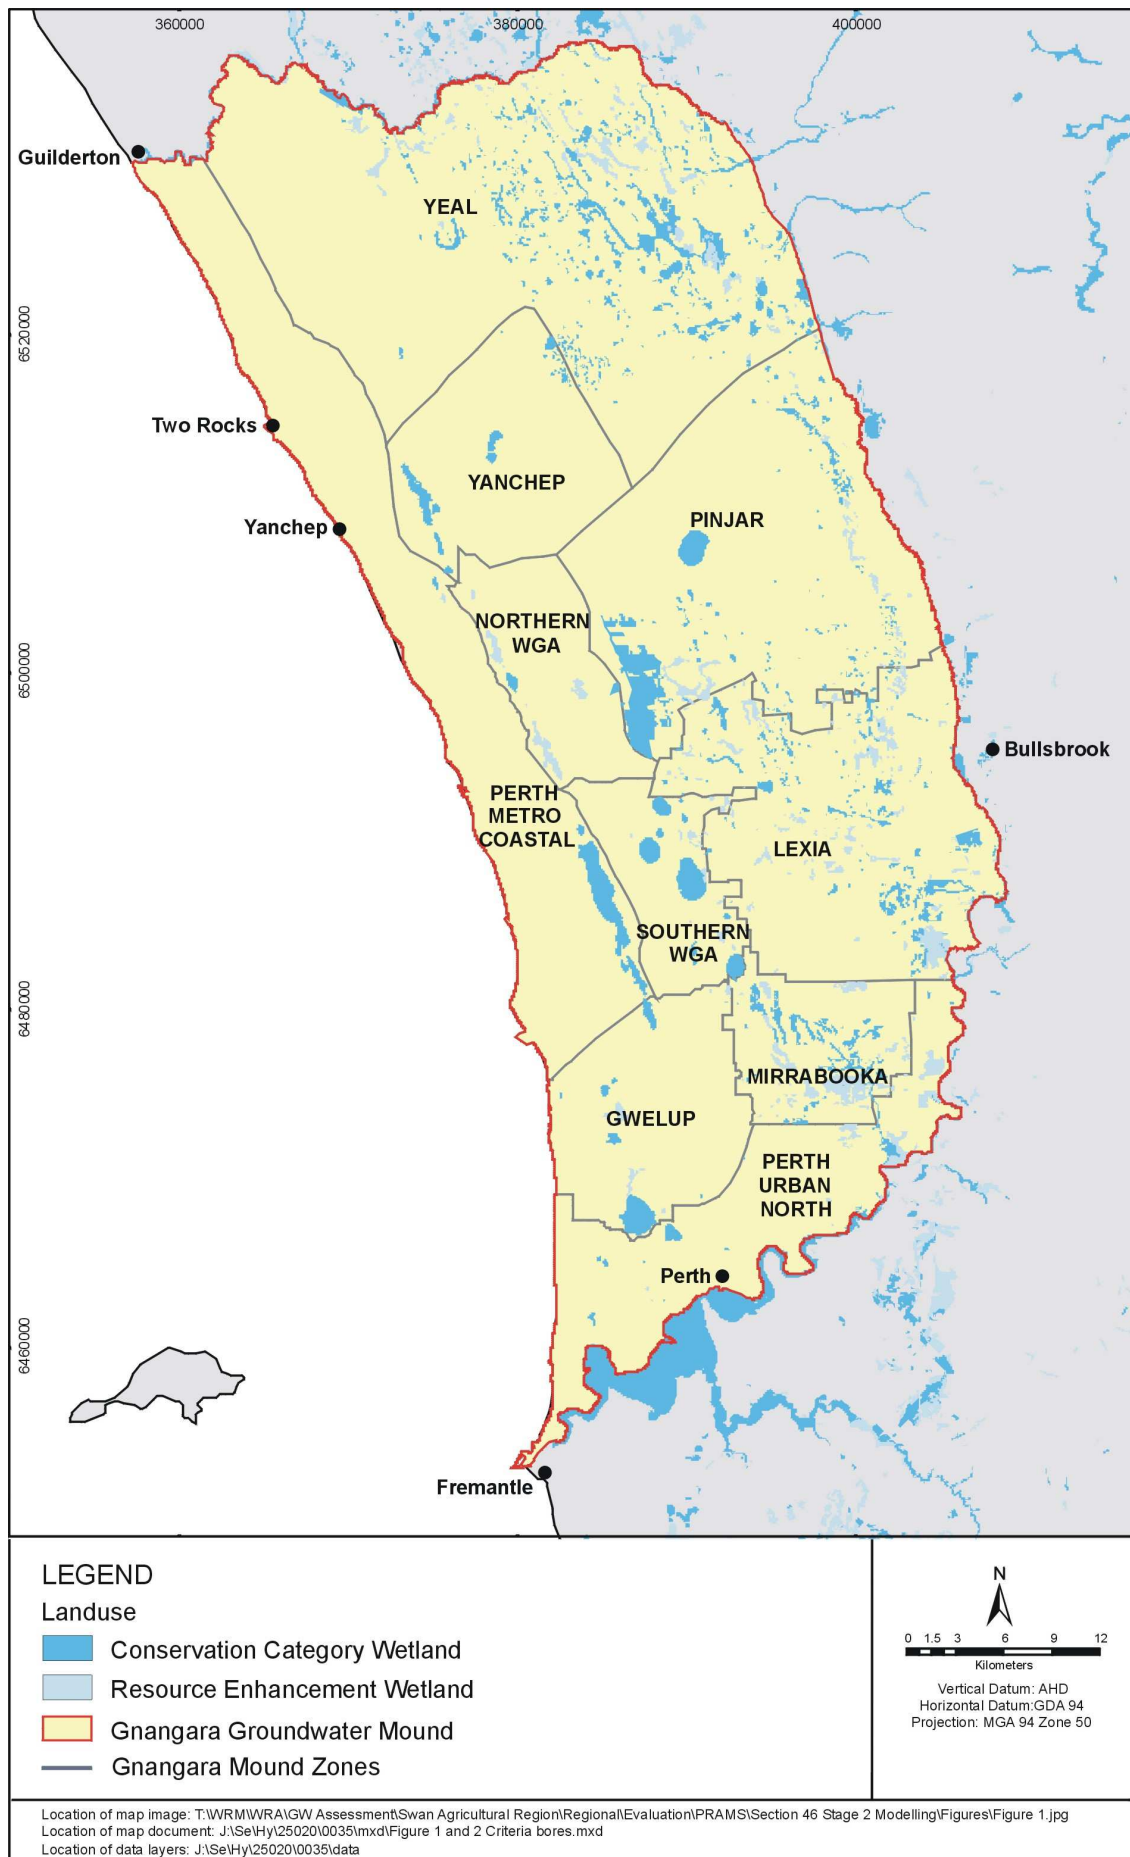 360000
380000
400000
Guilderton
YEAL
6520000
Two Rocks
YANCHEP
Yanchep
PINJAR
NORTHERN
WGA
6500000
Bullsbrook
PERTH
METRO
COASTAL
LEXIA
SOUTHERN
WGA
6480000
MIRRABOOKA
GWELUP
PERTH
URBAN
NORTH
Perth
6460000
Fremantle
LEGEND
Landuse
Conservation Category Wetland
Resource Enhancement Wetland
Gnangara Groundwater Mound
Gnangara Mound Zones
N
0 1.5 3 6 9 12
Kilometers
Vertical Datum: AHD
Horizontal Datum:GDA 94
Projection: MGA 94 Zone 50
Location of map image: T:\WRM\WRA\GW Assessment\Swan Agricultural Region\Regional\Evaluation\PRAMS\Section 46 Stage 2 Modelling\Figures\Figure 1.jpg
Location of map document: J:\Se\Hy\25020\0035\mxd\Figure 1 and 2 Criteria bores.mxd
Location of data layers: J:\Se\Hy\25020\0035\data